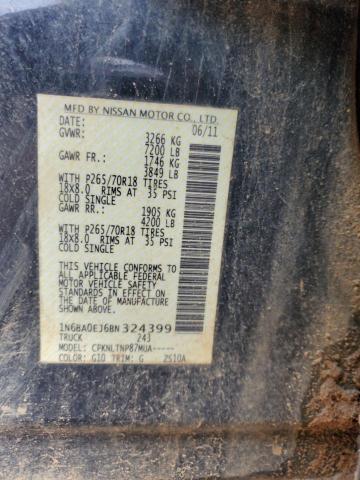 MFD BY NISSAN MOTOR CO., LTD.
DATE: 06/11
GVWR: 3266 KG
7200 LB
GAWR FR.: 1746 KG
3849 LB
WITH P265/70R18 TIRES
18x8.0 RIMS AT 35 PSI
COLD SINGLE
GAWR RR.: 1905 KG
4200 LB
WITH P265/70R18 TIRES
18x8.0 RIMS AT 35 PSI
COLD SINGLE
THIS VEHICLE CONFORMS TO
ALL APPLICABLE FEDERAL
MOTOR VEHICLE SAFETY
STANDARDS IN EFFECT ON
THE DATE OF MANUFACTURE
SHOWN ABOVE.
1N6BA0EJ6BN324399
TRUCK 243
MODEL: CPKNLTNP87MUA-----
COLOR: G10 TRIM: G 2510A